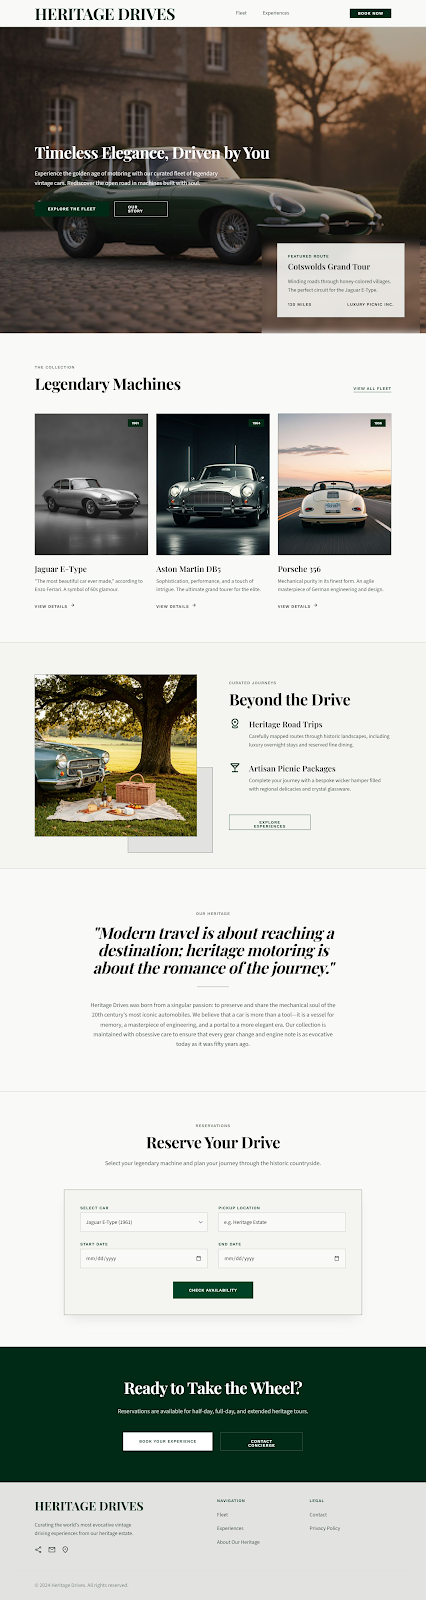 HERITAGE DRIVES
Fleet
Experiences
BOOK NOW
Timeless Elegance, Driven by You
Experience the golden age of motoring with our curated fleet of legendary
vintage cars. Rediscover the open road in machines built with soul.
EXPLORE THE FLEET
OUR
STORY
FEATURED ROUTE
Cotswolds Grand Tour
Winding roads through honey-colored villages.
The perfect circuit for the Jaguar E-Type.
120 MILES
LUXURY PICNIC INC.
THE COLLECTION
Legendary Machines
VIEW ALL FLEET
1961
1964
1956
Jaguar E-Type
"The most beautiful car ever made," according to
Enzo Ferrari. A symbol of 60s glamour.
VIEW DETAILS
Aston Martin DB5
Sophistication, performance, and a touch of
intrigue. The ultimate grand tourer for the elite.
VIEW DETAILS
Porsche 356
Mechanical purity in its finest form. An agile
masterpiece of German engineering and design.
VIEW DETAILS
CURATED JOURNEYS
Beyond the Drive
Heritage Road Trips
Carefully mapped routes through historic landscapes, including
luxury overnight stays and reserved fine dining.
Artisan Picnic Packages
Complete your journey with a bespoke wicker hamper filled
with regional delicacies and crystal glassware.
EXPLORE
EXPERIENCES
OUR HERITAGE
"Modern travel is about reaching a
destination; heritage motoring is
about the romance of the journey."
Heritage Drives was born from a singular passion: to preserve and share the mechanical soul of the
20th century's most iconic automobiles. We believe that a car is more than a tool—it is a vessel for
memory, a masterpiece of engineering, and a portal to a more elegant era. Our collection is
maintained with obsessive care to ensure that every gear change and engine note is as evocative
today as it was fifty years ago.
RESERVATIONS
Reserve Your Drive
Select your legendary machine and plan your journey through the historic countryside.
SELECT CAR
PICKUP LOCATION
Jaguar E-Type (1961)
e.g. Heritage Estate
START DATE
END DATE
mm/dd/yyyy
mm/dd/yyyy
CHECK AVAILABILITY
Ready to Take the Wheel?
Reservations are available for half-day, full-day, and extended heritage tours.
BOOK YOUR EXPERIENCE
CONTACT
CONCIERGE
HERITAGE DRIVES
Curating the world's most evocative vintage
driving experiences from our heritage estate.
NAVIGATION
Fleet
Experiences
About Our Heritage
LEGAL
Contact
Privacy Policy
© 2024 Heritage Drives. All rights reserved.